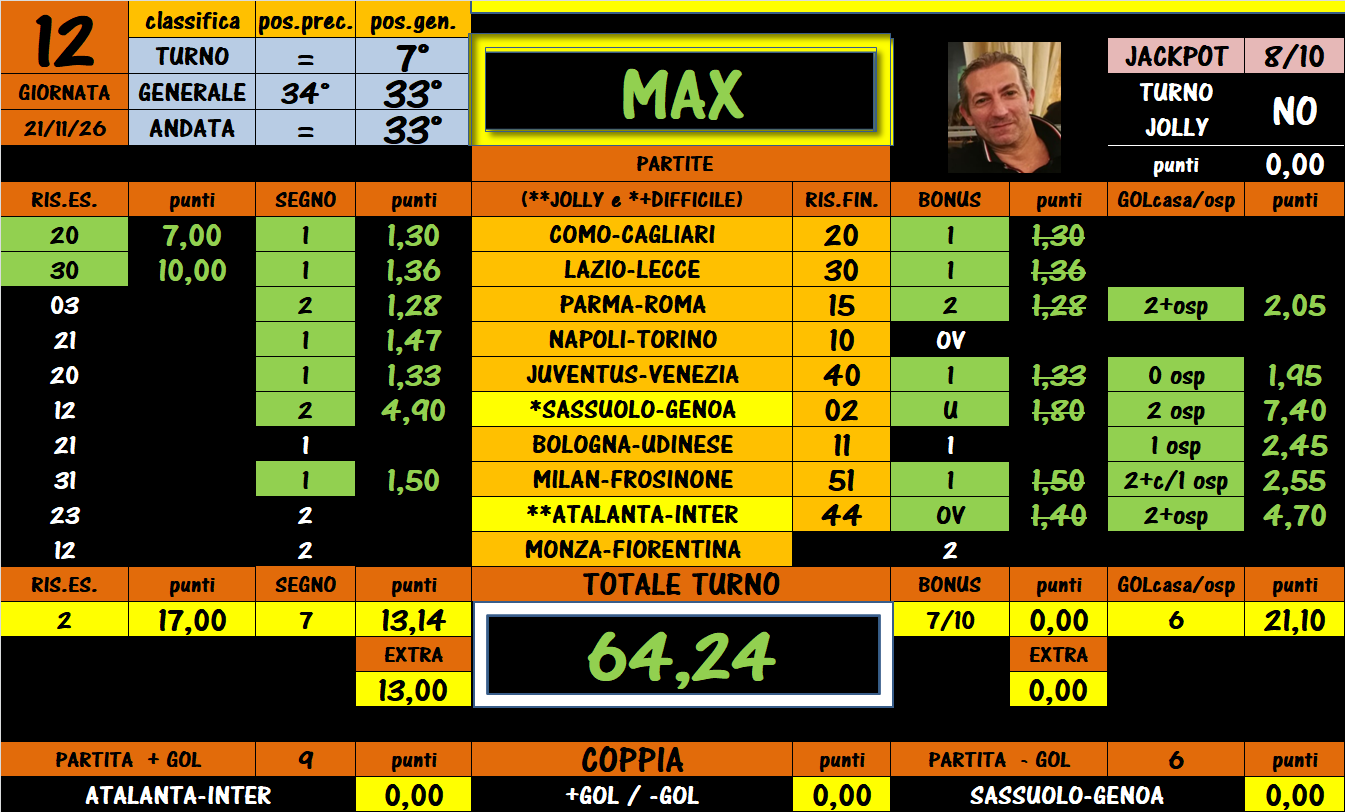 12 classifica pos.prec. pos.gen.
TURNO = 7° JACKPOT 8/10
GIORNATA GENERALE 34° 33° MAX TURNO JOLLY NO
21/11/26 ANDATA = 33°
PARTITE punti 0,00
RIS.ES. punti SEGNO punti (**JOLLY e *+DIFFICILE) RIS.FIN. BONUS punti GOLcasa/osp punti
20 7,00 1 1,30 COMO-CAGLIARI 20 1 1,30
30 10,00 1 1,36 LAZIO-LECCE 30 1 1,36
03 2 1,28 PARMA-ROMA 15 2 1,28 2+osp 2,05
21 1 1,47 NAPOLI-TORINO 10 OV
20 1 1,33 JUVENTUS-VENEZIA 40 1 1,33 0 osp 1,95
12 2 4,90 *SASSUOLO-GENOA 02 U 1,80 2 osp 7,40
21 1 BOLOGNA-UDINESE 11 1 1 osp 2,45
31 1 1,50 MILAN-FROSINONE 51 1 1,50 2+c/1 osp 2,55
23 2 **ATALANTA-INTER 44 OV 1,40 2+osp 4,70
12 2 MONZA-FIORENTINA 2
RIS.ES. punti SEGNO punti TOTALE TURNO BONUS punti GOLcasa/osp punti
2 17,00 7 13,14 64,24 7/10 0,00 6 21,10
EXTRA EXTRA
13,00 0,00
PARTITA + GOL 9 punti COPPIA punti PARTITA - GOL 6 punti
ATALANTA-INTER 0,00 +GOL / -GOL 0,00 SASSUOLO-GENOA 0,00